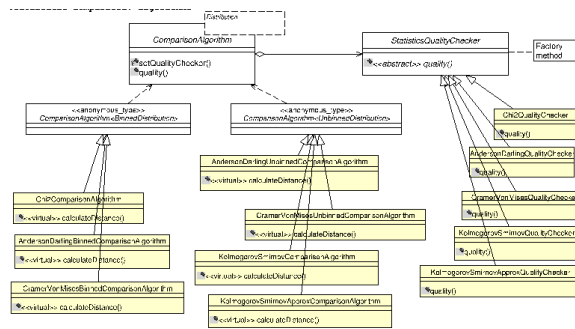 Distribution
ComparisonAlgorithm
setQualityChecker()
quality()
StatisticsQualityChecker
<<abstract>> quality()
Factory
method
<<anonymous_type>>
ComparisonAlgorithm<BinnedDistribution>
<<anonymous_type>>
ComparisonAlgorithm<UnbinnedDistribution>
Chi2QualityChecker
quality()
AndersonDarlingQualityChecker
quality()
CramerVonMisesQualityChecker
quality()
KolmogorovSmirnovQualityChecker
quality()
KolmogorovSmirnovApproxQualityChecker
quality()
AndersonDarlingUnbinnedComparisonAlgorithm
<<virtual>> calculateDistance()
CramerVonMisesUnbinnedComparisonAlgorithm
<<virtual>> calculateDistance()
KolmogorovSmirnovComparisonAlgorithm
<<virtual>> calculateDistance()
KolmogorovSmirnovApproxComparisonAlgorithm
<<virtual>> calculateDistance()
Chi2ComparisonAlgorithm
<<virtual>> calculateDistance()
AndersonDarlingBinnedComparisonAlgorithm
<<virtual>> calculateDistance()
CramerVonMisesBinnedComparisonAlgorithm
<<virtual>> calculateDistance()